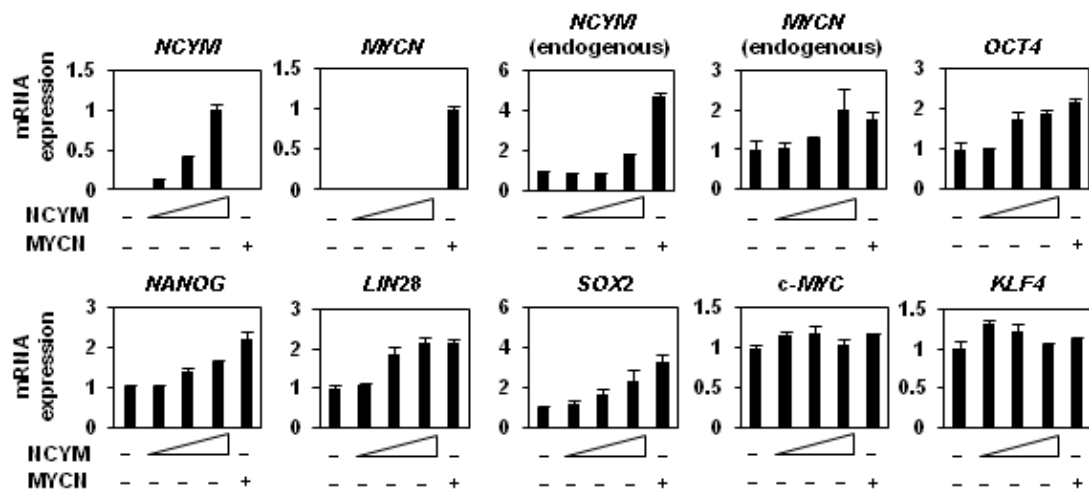 NCYM MYCN NCYM (endogenous) MYCN (endogenous) OCT4
mRNA expression
1.5 1.5 6 3 3
1 1 4 2 2
0.5 0.5 2 1 1
0 0 0 0 0
NCYM – – – – – – – – – –
MYCN – – – – + – – – – + – – – – + – – – – + – – – – +
NANOG LIN28 SOX2 c-MYC KLF4
mRNA expression
3 3 6 1.5 1.5
2 2 4 1 1
1 1 2 0.5 0.5
0 0 0 0 0
NCYM – – – – – – – – – –
MYCN – – – – + – – – – + – – – – + – – – – + – – – – +